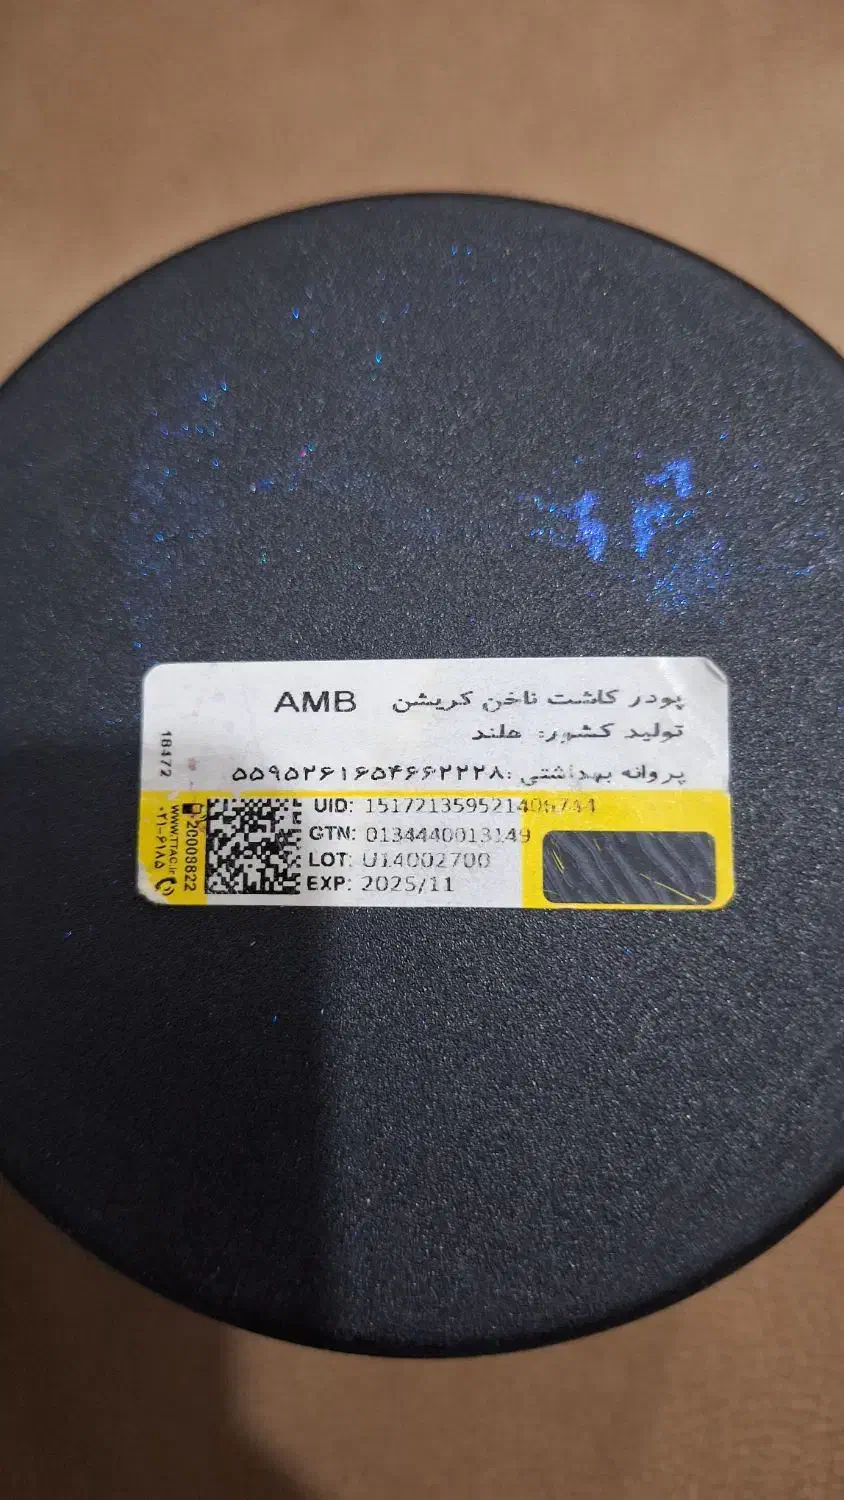 پودر کاشت ناخن کریشن AMB
تولید کشور: هلند
پروانه بهداشتی: ۵۵۹۵۲۶۱۶۵۴۶۶۲۲۲۸
18472
UID: 151721359521406744
GTN: 0134440013149
LOT: U14002700
EXP: 2025/11
20008822
WWW.TTAC.ir
۰۲۱-۶۱۸۵